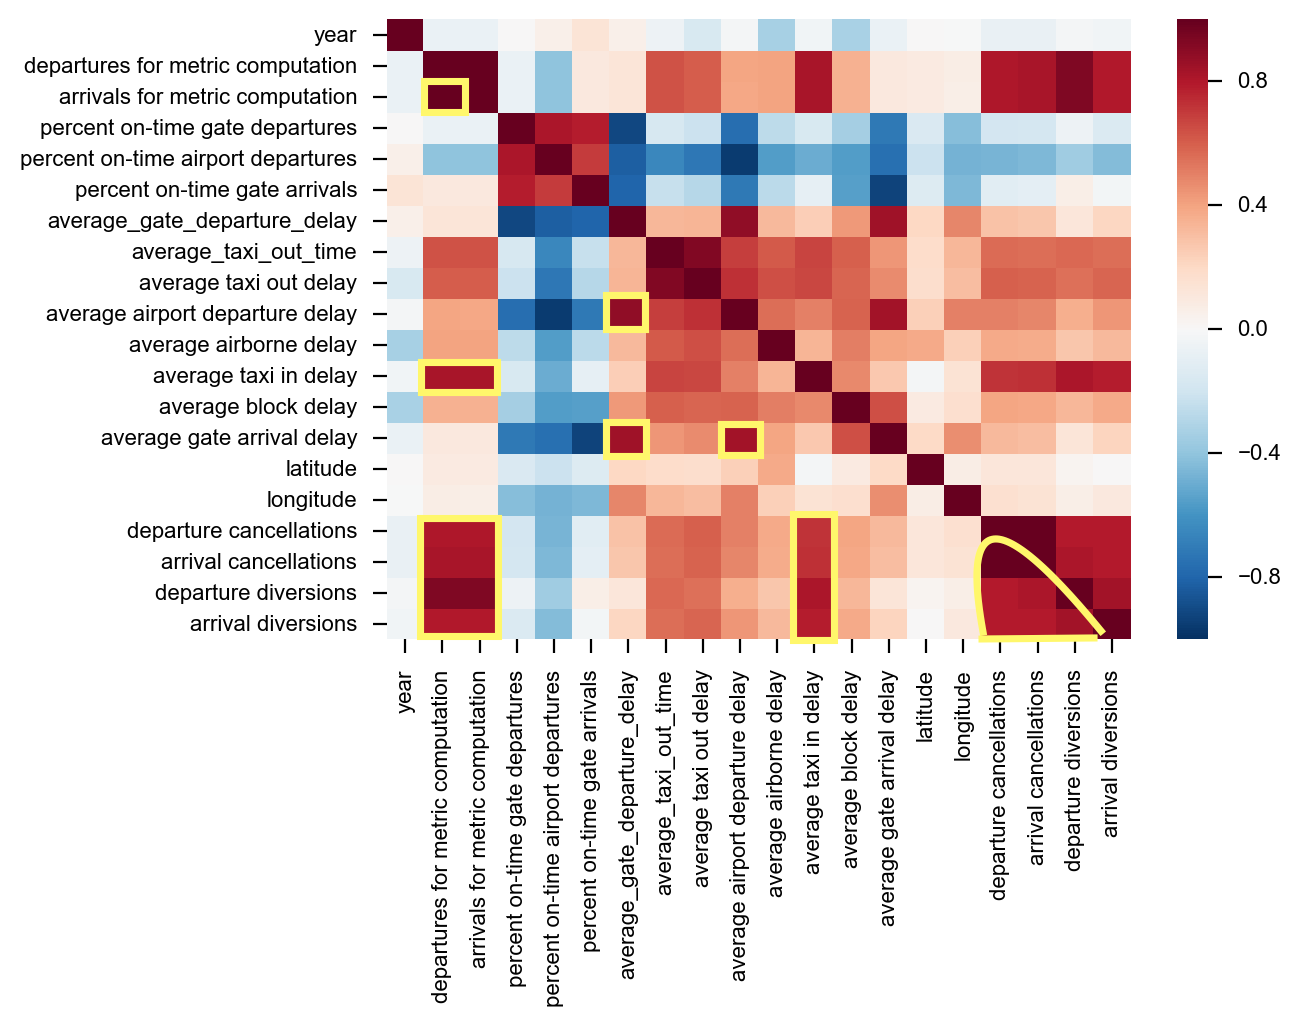 year
departures for metric computation
arrivals for metric computation
percent on-time gate departures
percent on-time airport departures
percent on-time gate arrivals
average_gate_departure_delay
average_taxi_out_time
average taxi out delay
average airport departure delay
average airborne delay
average taxi in delay
average block delay
average gate arrival delay
latitude
longitude
departure cancellations
arrival cancellations
departure diversions
arrival diversions
year
departures for metric computation
arrivals for metric computation
percent on-time gate departures
percent on-time airport departures
percent on-time gate arrivals
average_gate_departure_delay
average_taxi_out_time
average taxi out delay
average airport departure delay
average airborne delay
average taxi in delay
average block delay
average gate arrival delay
latitude
longitude
departure cancellations
arrival cancellations
departure diversions
arrival diversions
0.8
0.4
0.0
−0.4
−0.8